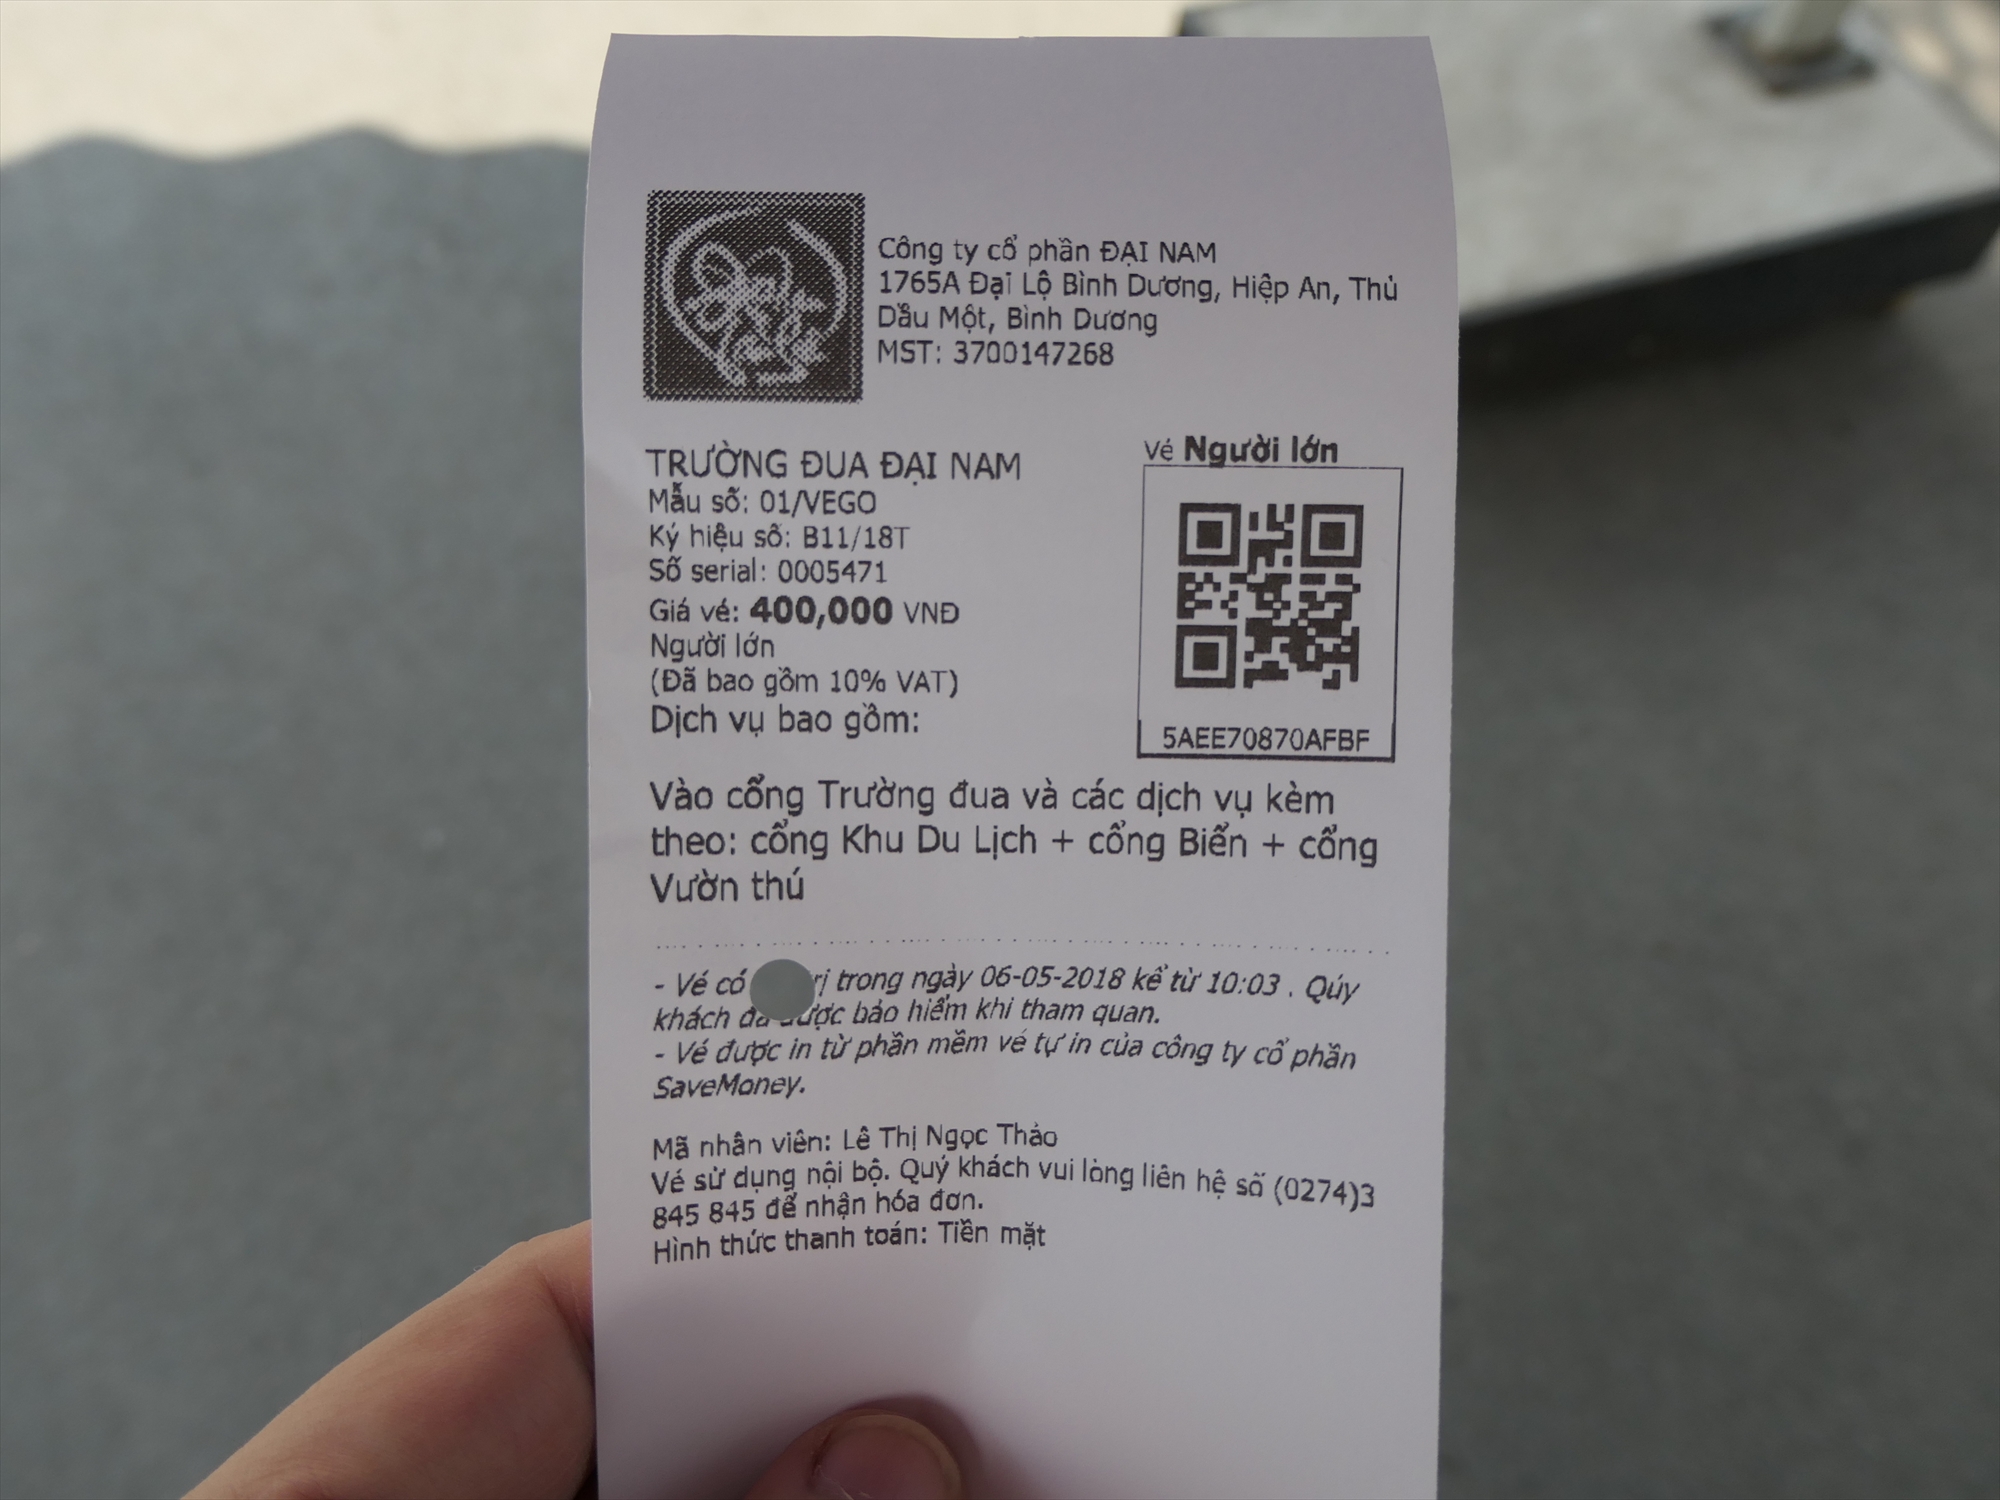 Công ty cổ phần ĐẠI NAM
1765A Đại Lộ Bình Dương, Hiệp An, Thủ
Dầu Một, Bình Dương
MST: 3700147268
TRƯỜNG ĐUA ĐẠI NAM
Mẫu số: 01/VEGO
Ký hiệu số: B11/18T
Số serial: 0005471
Giá vé: 400,000 VNĐ
Người lớn
(Đã bao gồm 10% VAT)
Dịch vụ bao gồm:
Vé Người lớn
5AEE70870AFBF
Vào cổng Trường đua và các dịch vụ kèm
theo: cổng Khu Du Lịch + cổng Biển + cổng
Vườn thú
- Vé có trong ngày 06-05-2018 kể từ 10:03 . Qúy
khách đã được bảo hiểm khi tham quan.
- Vé được in từ phần mềm vé tự in của công ty cổ phần
SaveMoney.
Mã nhân viên: Lê Thị Ngọc Thảo
Vé sử dụng nội bộ. Quý khách vui lòng liên hệ số (0274)3
845 845 để nhận hóa đơn.
Hình thức thanh toán: Tiền mặt